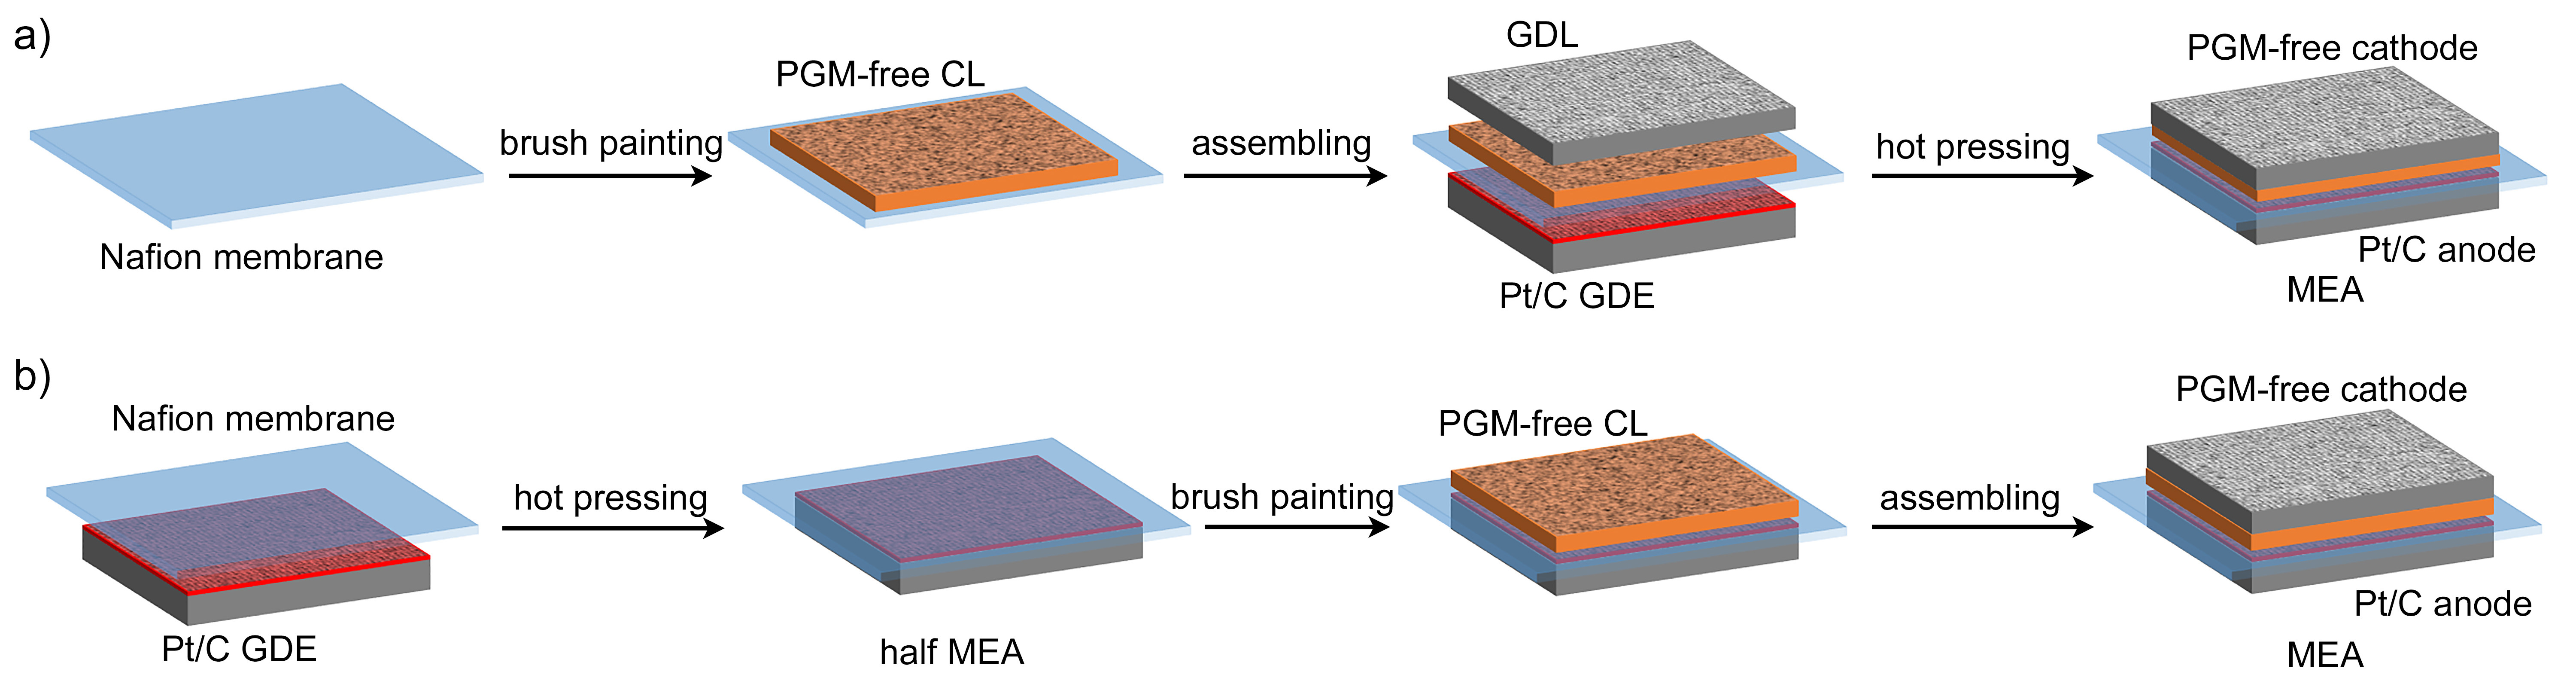 a)
Nafion membrane
brush painting
PGM-free CL
assembling
GDL
Pt/C GDE
hot pressing
PGM-free cathode
Pt/C anode
MEA
b)
Nafion membrane
Pt/C GDE
hot pressing
half MEA
brush painting
PGM-free CL
assembling
PGM-free cathode
Pt/C anode
MEA